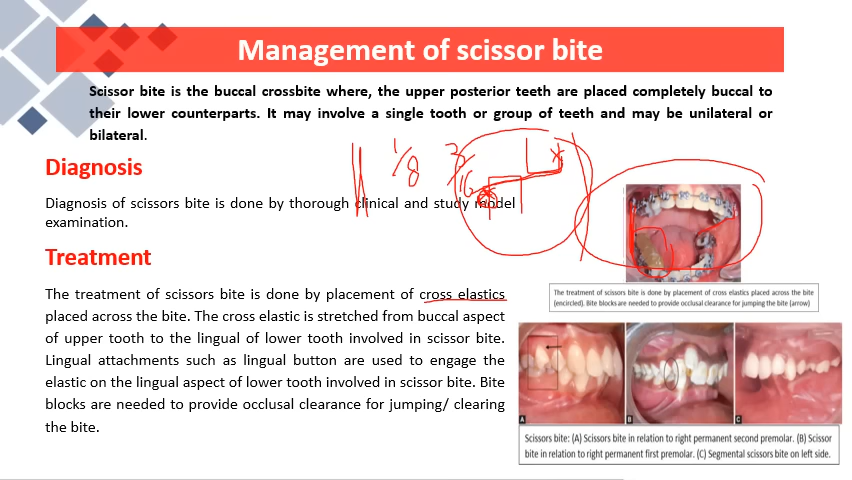 Management of scissor bite
Scissor bite is the buccal crossbite where, the upper posterior teeth are placed completely buccal to
their lower counterparts. It may involve a single tooth or group of teeth and may be unilateral or
bilateral.
Diagnosis
1/8 3/16
Diagnosis of scissors bite is done by thorough clinical and study model
examination.
Treatment
The treatment of scissors bite is done by placement of cross elastics
placed across the bite. The cross elastic is stretched from buccal aspect
of upper tooth to the lingual of lower tooth involved in scissor bite.
Lingual attachments such as lingual button are used to engage the
elastic on the lingual aspect of lower tooth involved in scissor bite. Bite
blocks are needed to provide occlusal clearance for jumping/ clearing
the bite.
The treatment of scissors bite is done by placement of cross elastics placed across the bite
(encircled). Bite blocks are needed to provide occlusal clearance for jumping the bite (arrow)
A
B
C
Scissors bite: (A) Scissors bite in relation to right permanent second premolar. (B) Scissor
bite in relation to right permanent first premolar. (C) Segmental scissors bite on left side.